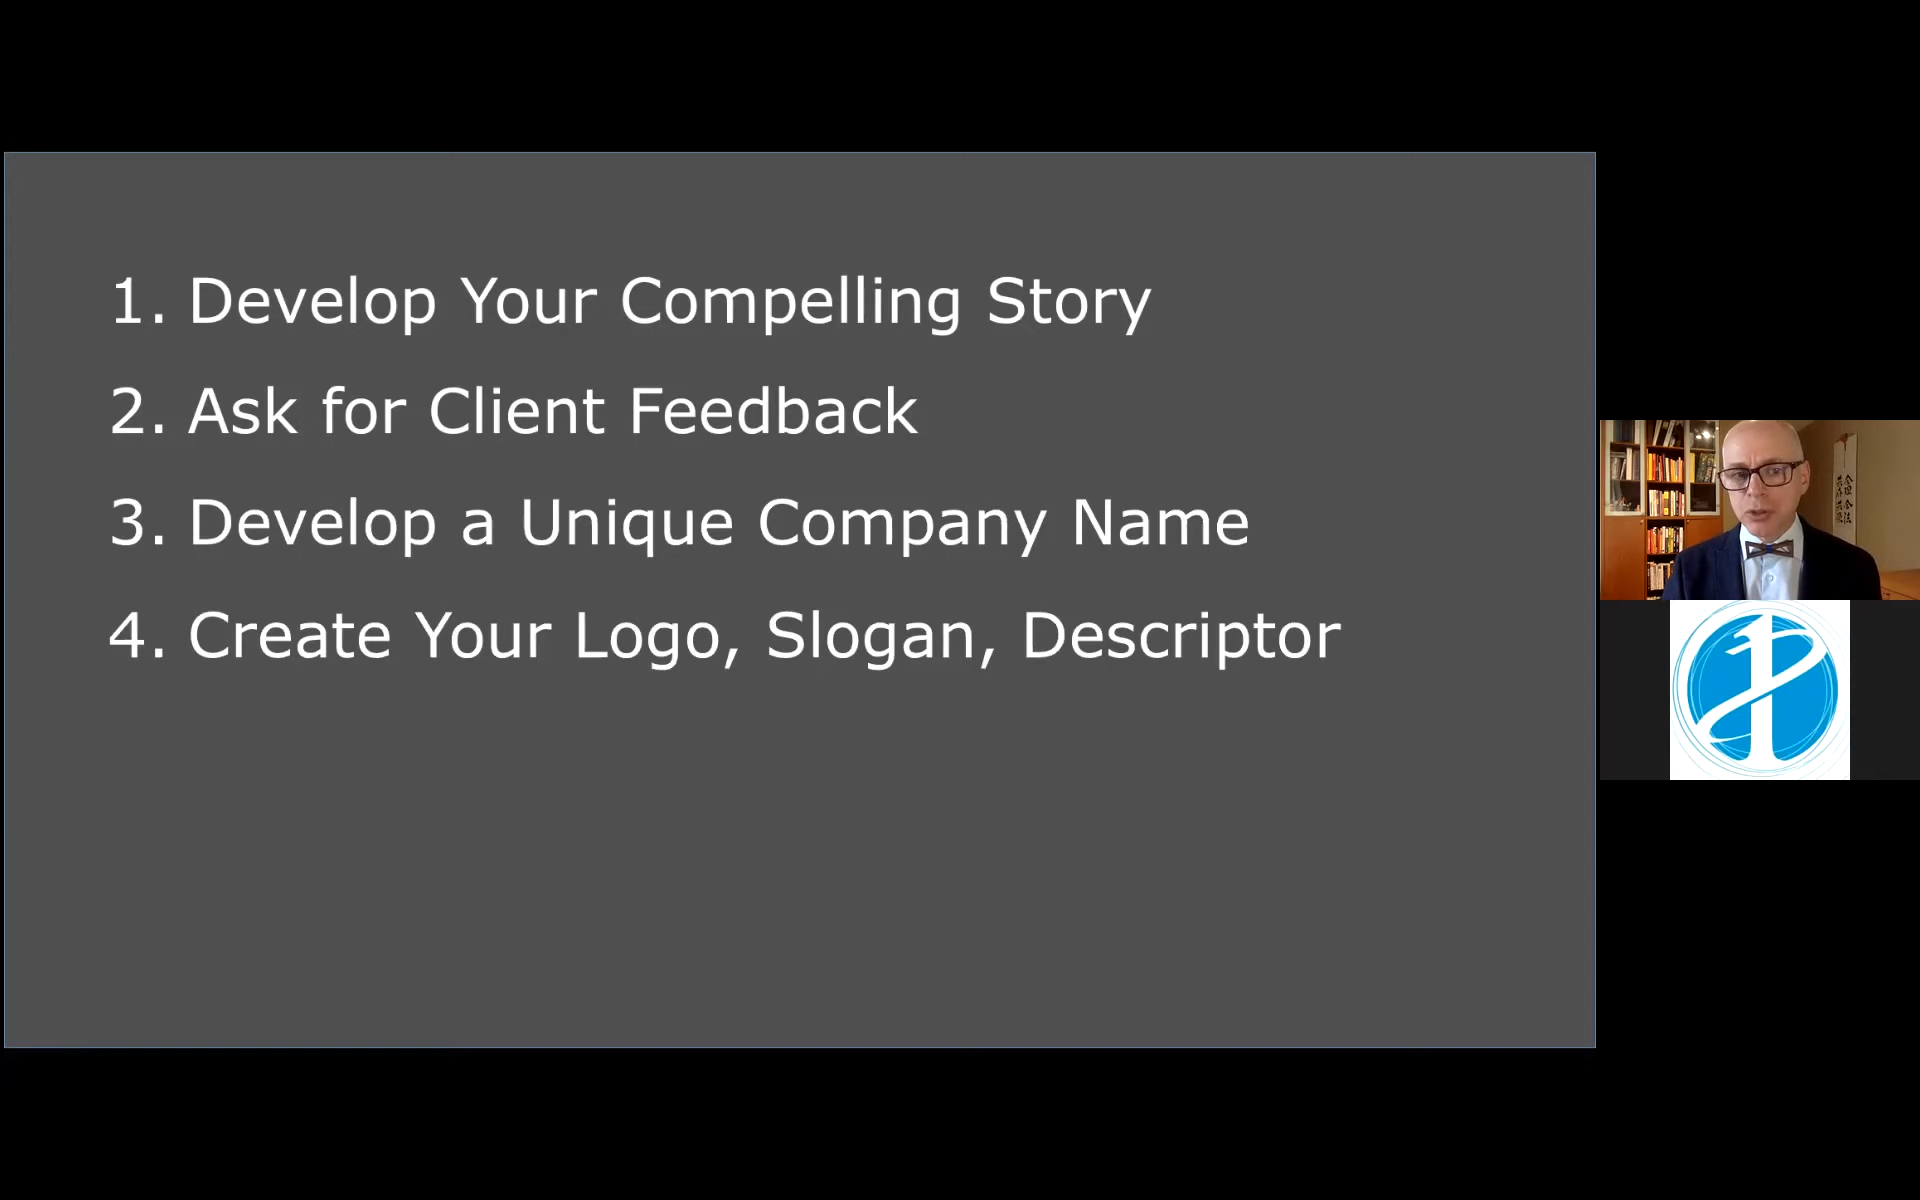 1. Develop Your Compelling Story
2. Ask for Client Feedback
3. Develop a Unique Company Name
4. Create Your Logo, Slogan, Descriptor